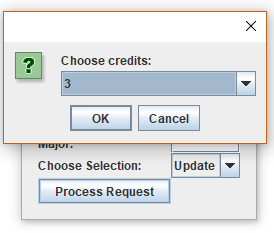 ?
Choose credits:
3
OK Cancel
Major:
Choose Selection: Update
Process Request